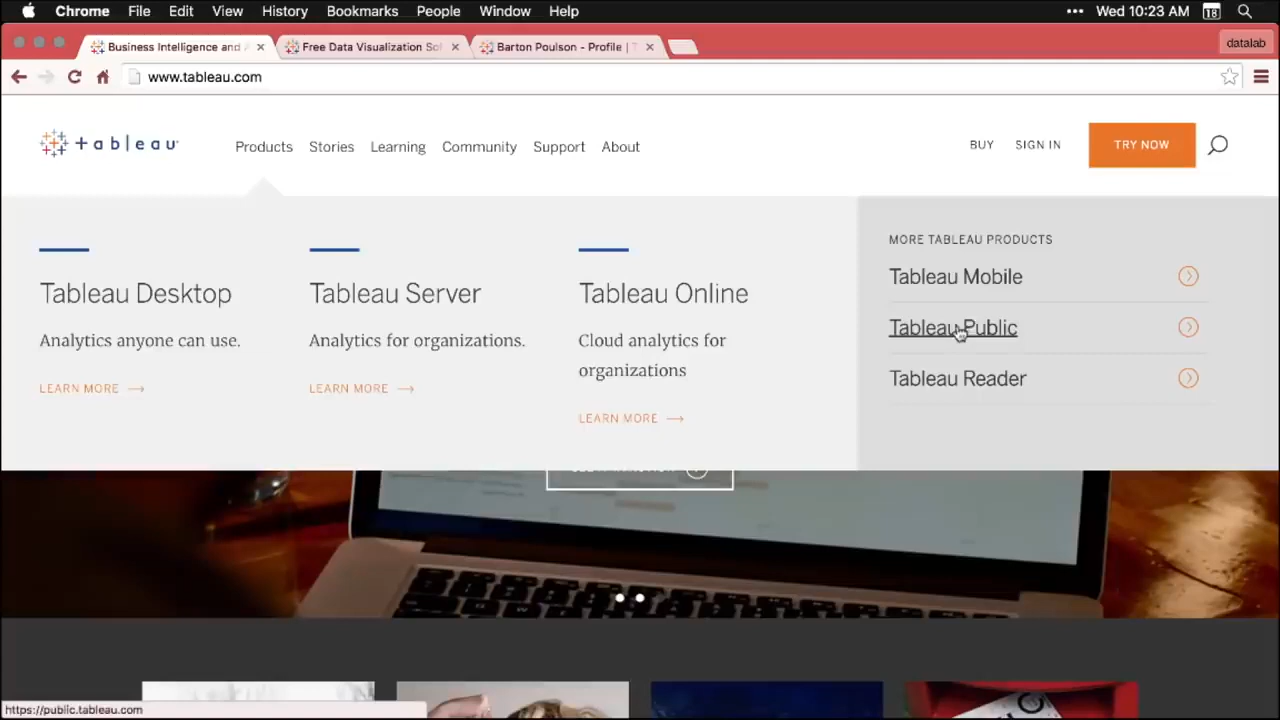 Chrome File Edit View History Bookmarks People Window Help
Wed 10:23 AM 18
Business Intelligence and A
Free Data Visualization Sof
Barton Poulson - Profile | T
datalab
www.tableau.com
tableau
Products Stories Learning Community Support About
BUY SIGN IN TRY NOW
Tableau Desktop
Analytics anyone can use.
LEARN MORE
Tableau Server
Analytics for organizations.
LEARN MORE
Tableau Online
Cloud analytics for
organizations
LEARN MORE
MORE TABLEAU PRODUCTS
Tableau Mobile
Tableau Public
Tableau Reader
https://public.tableau.com